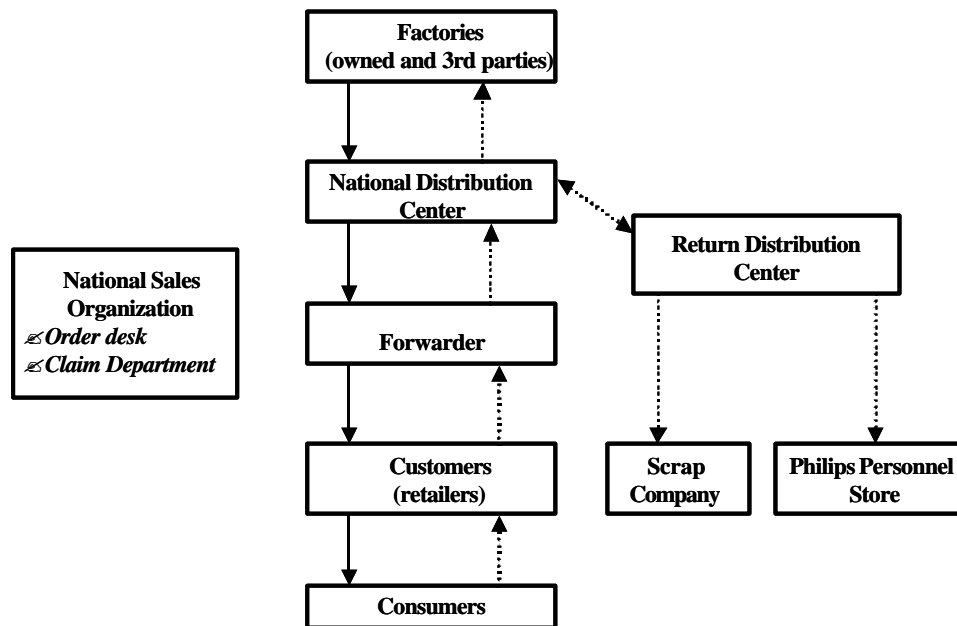 Factories
(owned and 3rd parties)
National Distribution
Center
Return Distribution
Center
National Sales
Organization
Order desk
Claim Department
Forwarder
Customers
(retailers)
Scrap
Company
Philips Personnel
Store
Consumers